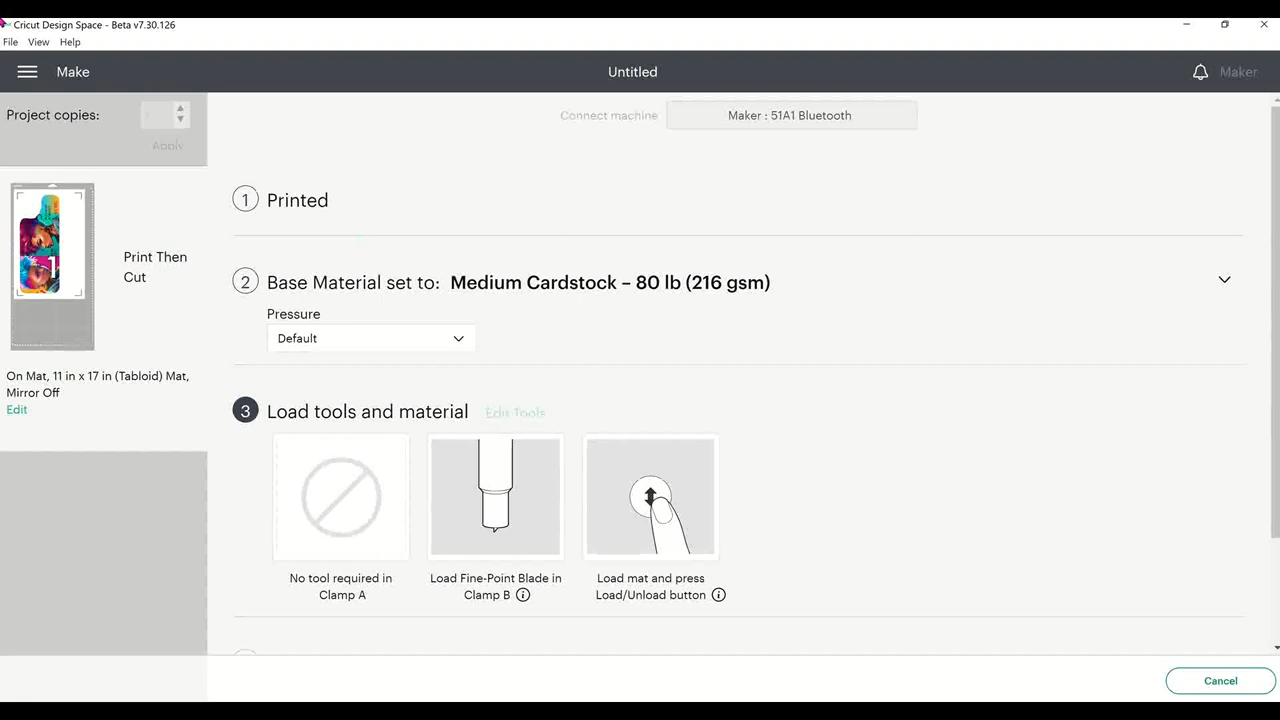 Cricut Design Space - Beta v7.30.126
File View Help
Make
Untitled
Maker
Project copies:
Apply
Connect machine
Maker : 51A1 Bluetooth
1 Printed
Print Then
Cut
2 Base Material set to: Medium Cardstock – 80 lb (216 gsm)
Pressure
Default
On Mat, 11 in x 17 in (Tabloid) Mat,
Mirror Off
Edit
3 Load tools and material Edit Tools
No tool required in
Clamp A
Load Fine-Point Blade in
Clamp B
Load mat and press
Load/Unload button
Cancel